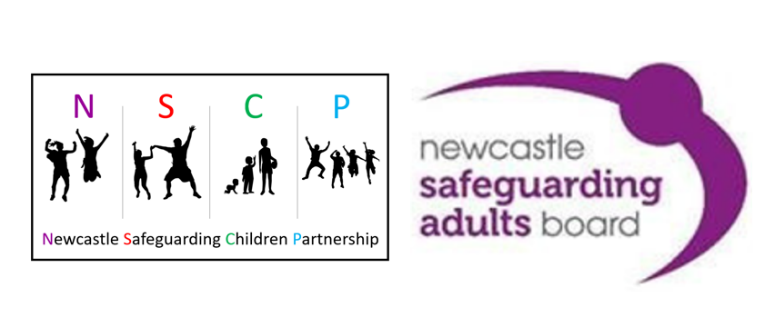 N S C P
Newcastle Safeguarding Children Partnership
newcastle
safeguarding
adults board